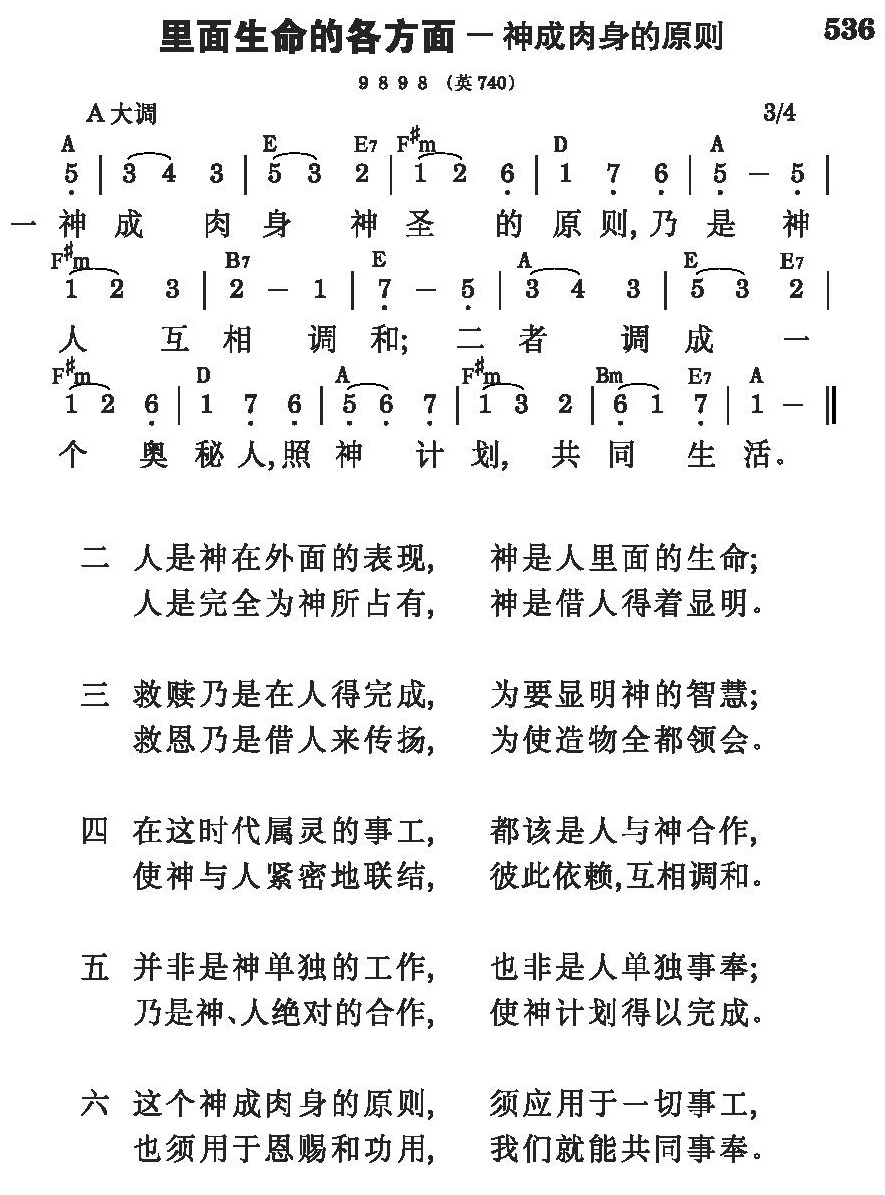 里面生命的各方面－神成肉身的原则 536
9 8 9 8 （英740）
A大调 3/4
A E E7 F♯m D A
5̣ | 3 4 3 | 5 3 2 | 1 2 6̣ | 1 7̣ 6̣ | 5̣ － 5̣ |
一 神 成 肉 身 神 圣 的 原 则, 乃 是 神
F♯m B7 E A E E7
1 2 3 | 2 － 1 | 7̣ － 5̣ | 3 4 3 | 5 3 2 |
人 互 相 调 和; 二 者 调 成 一
F♯m D A F♯m Bm E7 A
1 2 6̣ | 1 7̣ 6̣ | 5̣ 6̣ 7̣ | 1 3 2 | 6̣ 1 7̣ | 1 － ‖
个 奥 秘 人, 照 神 计 划, 共 同 生 活。
二 人是神在外面的表现, 神是人里面的生命;
人是完全为神所占有, 神是借人得着显明。
三 救赎乃是在人得完成, 为要显明神的智慧;
救恩乃是借人来传扬, 为使造物全都领会。
四 在这时代属灵的事工, 都该是人与神合作,
使神与人紧密地联结, 彼此依赖,互相调和。
五 并非是神单独的工作, 也非是人单独事奉;
乃是神、人绝对的合作, 使神计划得以完成。
六 这个神成肉身的原则, 须应用于一切事工,
也须用于恩赐和功用, 我们就能共同事奉。